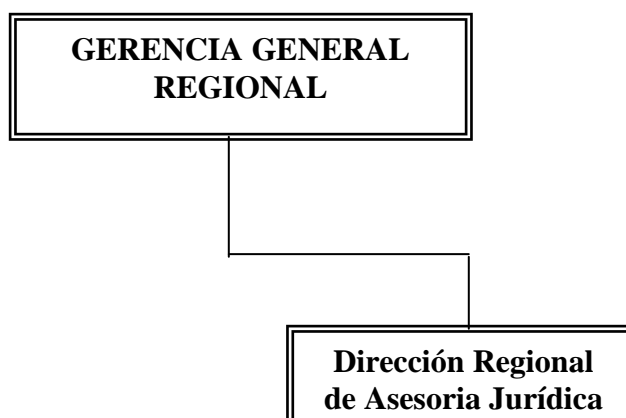 GERENCIA GENERAL
REGIONAL
Dirección Regional
de Asesoria Jurídica